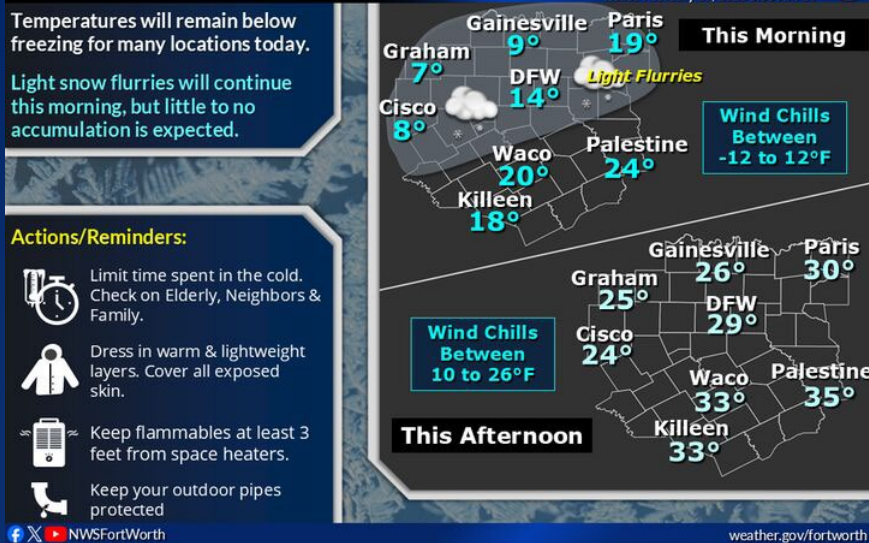 Temperatures will remain below
freezing for many locations today.
Light snow flurries will continue
this morning, but little to no
accumulation is expected.
Actions/Reminders:
Limit time spent in the cold.
Check on Elderly, Neighbors &
Family.
Dress in warm & lightweight
layers. Cover all exposed
skin.
Keep flammables at least 3
feet from space heaters.
Keep your outdoor pipes
protected
This Morning
Gainesville
9°
Paris
19°
Graham
7°
DFW
14°
Light Flurries
Cisco
8°
Wind Chills
Between
-12 to 12°F
Waco
20°
Palestine
24°
Killeen
18°
Gainesville
26°
Paris
30°
Graham
25°
DFW
29°
Cisco
24°
Wind Chills
Between
10 to 26°F
Waco
33°
Palestine
35°
Killeen
33°
This Afternoon
NWSFortWorth
weather.gov/fortworth